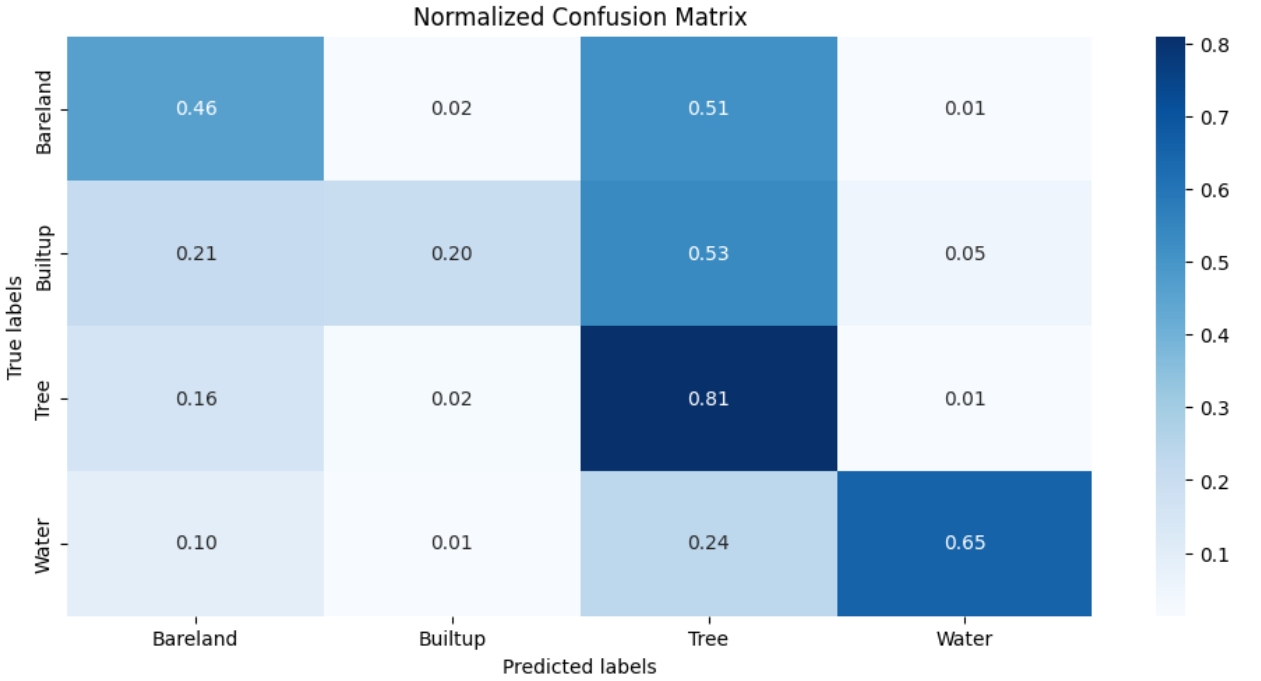 Normalized Confusion Matrix
True labels
Bareland
0.46 0.02 0.51 0.01
Builtup
0.21 0.20 0.53 0.05
Tree
0.16 0.02 0.81 0.01
Water
0.10 0.01 0.24 0.65
Bareland Builtup Tree Water
Predicted labels
0.8
0.7
0.6
0.5
0.4
0.3
0.2
0.1